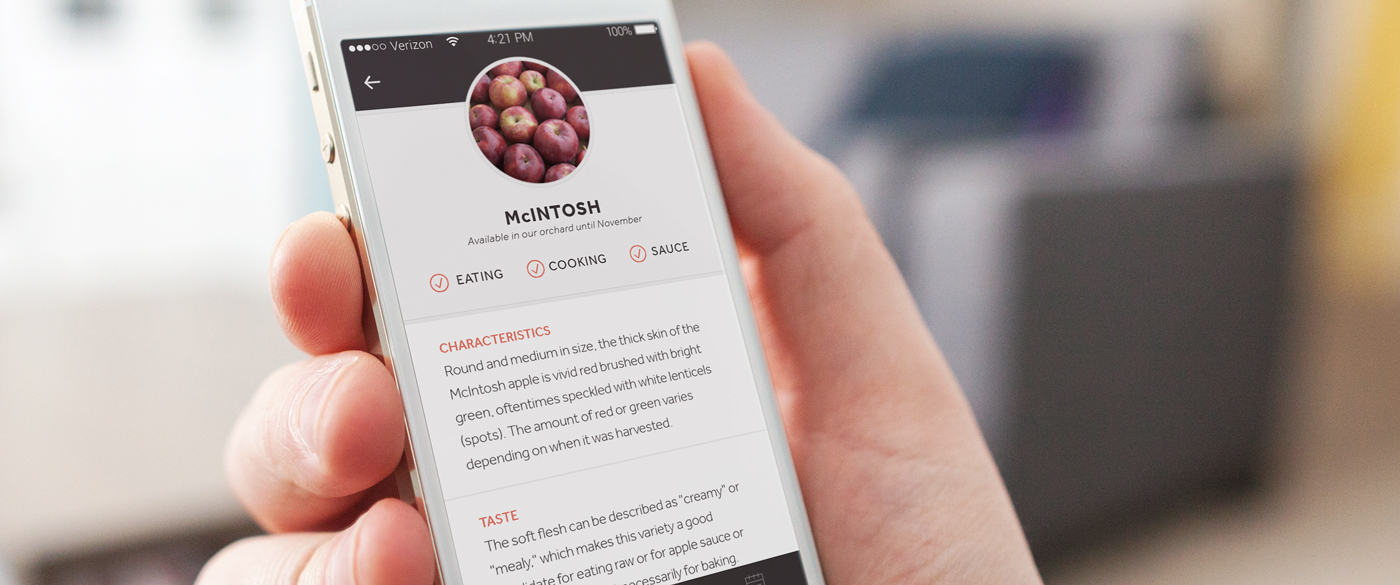 Verizon 4:21 PM 100%
McINTOSH
Available in our orchard until November
EATING COOKING SAUCE
CHARACTERISTICS
Round and medium in size, the thick skin of the
McIntosh apple is vivid red brushed with bright
green, oftentimes speckled with white lenticels
(spots). The amount of red or green varies
depending on when it was harvested.
TASTE
The soft flesh can be described as "creamy" or
"mealy," which makes this variety a good
for eating raw or for apple sauce or
necessarily for baking.